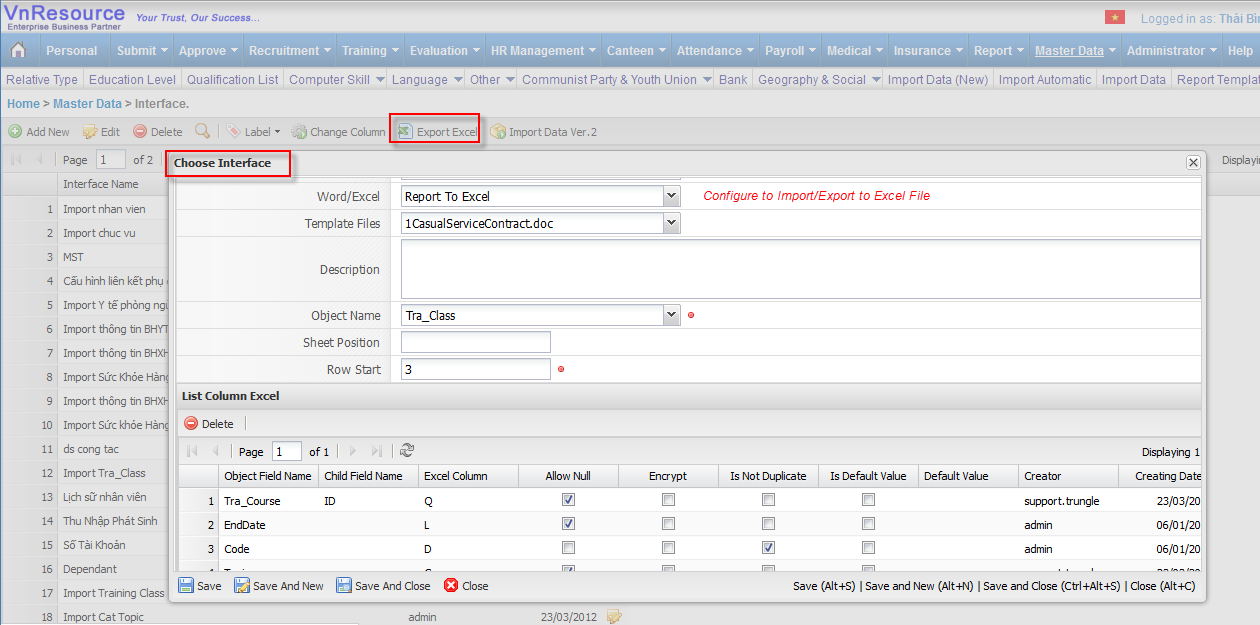 VnResource Your Trust, Our Success...
Enterprise Business Partner
Logged in as: Thái Bì
Personal Submit Approve Recruitment Training Evaluation HR Management Canteen Attendance Payroll Medical Insurance Report Master Data Administrator Help
Relative Type Education Level Qualification List Computer Skill Language Other Communist Party & Youth Union Bank Geography & Social Import Data (New) Import Automatic Import Data Report Templat
Home > Master Data > Interface.
Add New Edit Delete Label Change Column Export Excel Import Data Ver.2
Page 1 of 2 Displayi
Choose Interface
Interface Name
Word/Excel Report To Excel Configure to Import/Export to Excel File
Template Files 1CasualServiceContract.doc
Description
Object Name Tra_Class
Sheet Position
Row Start 3
List Column Excel
Delete
Page 1 of 1 Displaying 1
Object Field Name Child Field Name Excel Column Allow Null Encrypt Is Not Duplicate Is Default Value Default Value Creator Creating Date
1 Tra_Course ID Q support.trungle 23/03/20
2 EndDate L admin 06/01/20
3 Code D admin 06/01/20
Save Save And New Save And Close Close Save (Alt+S) | Save and New (Alt+N) | Save and Close (Ctrl+Alt+S) | Close (Alt+C)
1 Import nhan vien
2 Import chuc vu
3 MST
4 Cấu hình liên kết phụ
5 Import Y tế phòng ngu
6 Import thông tin BHYT
7 Import thông tin BHXH
8 Import Sức Khỏe Hàng
9 Import thông tin BHXH
10 Import Sức khỏe Hàng
11 ds cong tac
12 Import Tra_Class
13 Lịch sử nhân viên
14 Thu Nhập Phát Sinh
15 Số Tài Khoản
16 Dependant
17 Import Training Class
18 Import Cat Topic admin 23/03/2012